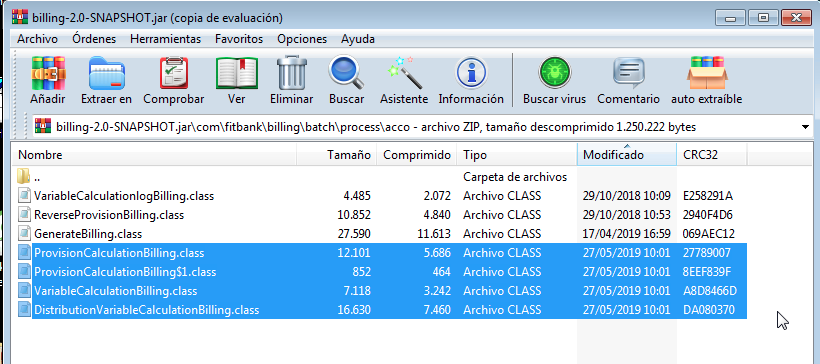 billing-2.0-SNAPSHOT.jar (copia de evaluación)
Archivo Órdenes Herramientas Favoritos Opciones Ayuda
Añadir Extraer en Comprobar Ver Eliminar Buscar Asistente Información Buscar virus Comentario auto extraíble
billing-2.0-SNAPSHOT.jar\com\fitbank\billing\batch\process\acco - archivo ZIP, tamaño descomprimido 1.250.222 bytes
Nombre Tamaño Comprimido Tipo Modificado CRC32
.. Carpeta de archivos
VariableCalculationlogBilling.class 4.485 2.072 Archivo CLASS 29/10/2018 10:09 E258291A
ReverseProvisionBilling.class 10.852 4.840 Archivo CLASS 29/10/2018 10:53 2940F4D6
GenerateBilling.class 27.590 11.613 Archivo CLASS 17/04/2019 16:59 069AEC12
ProvisionCalculationBilling.class 12.101 5.686 Archivo CLASS 27/05/2019 10:01 27789007
ProvisionCalculationBilling$1.class 852 464 Archivo CLASS 27/05/2019 10:01 8EEF839F
VariableCalculationBilling.class 7.118 3.242 Archivo CLASS 27/05/2019 10:01 A8D8466D
DistributionVariableCalculationBilling.class 16.630 7.460 Archivo CLASS 27/05/2019 10:01 DA080370